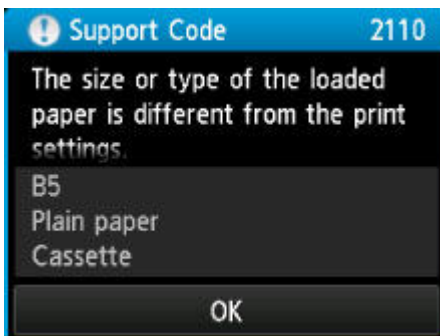 Support Code 2110
The size or type of the loaded
paper is different from the print
settings.
B5
Plain paper
Cassette
OK